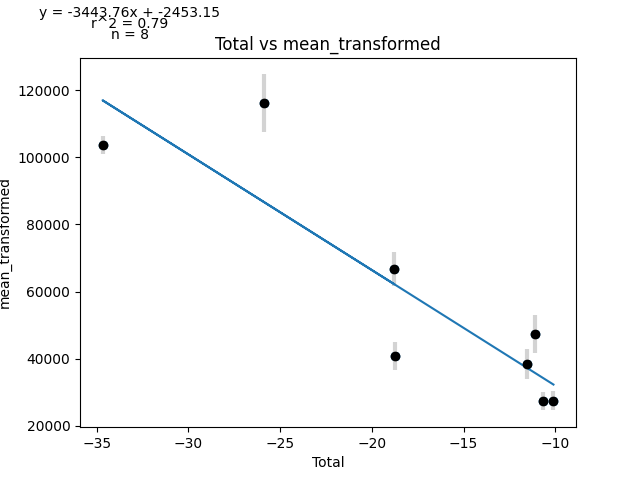 y = -3443.76x + -2453.15
r^2 = 0.79
n = 8
Total vs mean_transformed
mean_transformed
120000
100000
80000
60000
40000
20000
−35
−30
−25
−20
−15
−10
Total